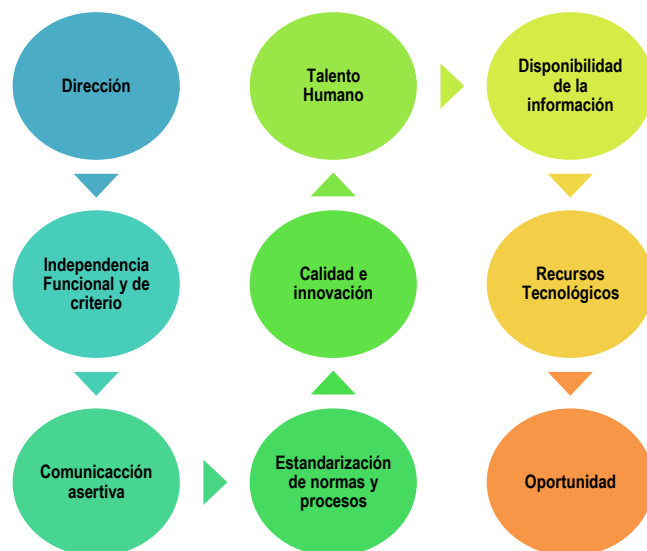 Dirección
Independencia
Funcional y de
criterio
Comunicacción
asertiva
Estandarización
de normas y
procesos
Calidad e
innovación
Talento
Humano
Disponibilidad
de la
información
Recursos
Tecnológicos
Oportunidad